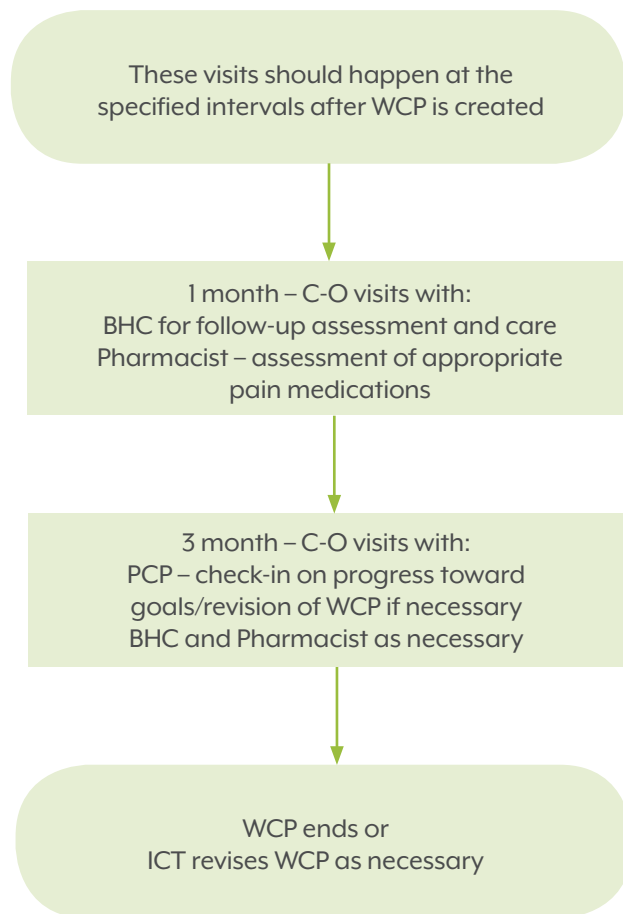 These visits should happen at the
specified intervals after WCP is created
1 month – C-O visits with:
BHC for follow-up assessment and care
Pharmacist – assessment of appropriate
pain medications
3 month – C-O visits with:
PCP – check-in on progress toward
goals/revision of WCP if necessary
BHC and Pharmacist as necessary
WCP ends or
ICT revises WCP as necessary